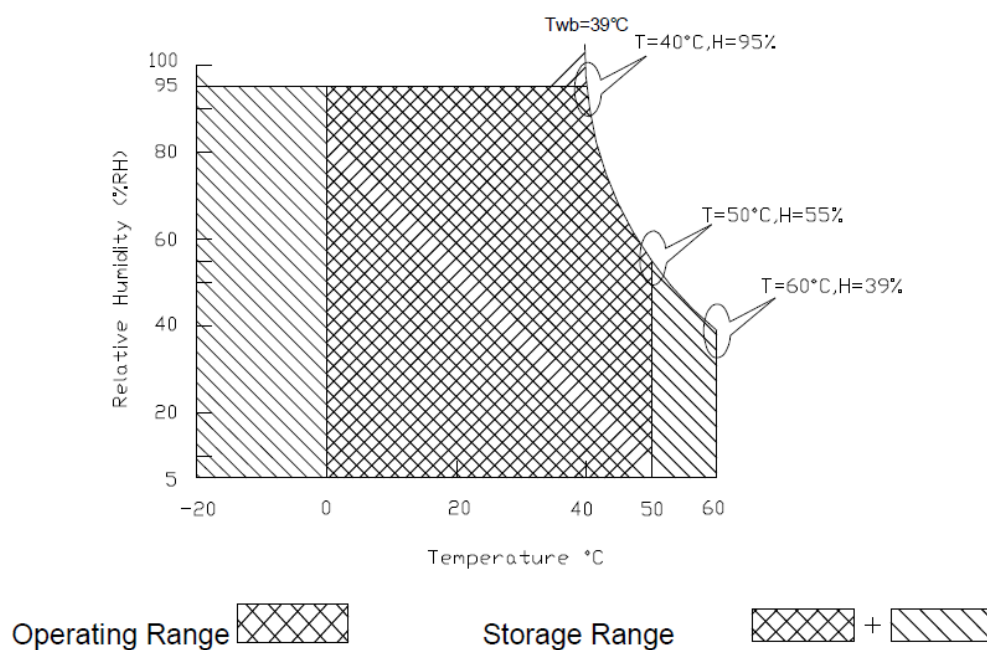 Twb=39°C
T=40°C,H=95%
100
95
80
T=50°C,H=55%
60
T=60°C,H=39%
40
20
5
Relative Humidity (%RH)
-20 0 20 40 50 60
Temperature °C
Operating Range Storage Range +